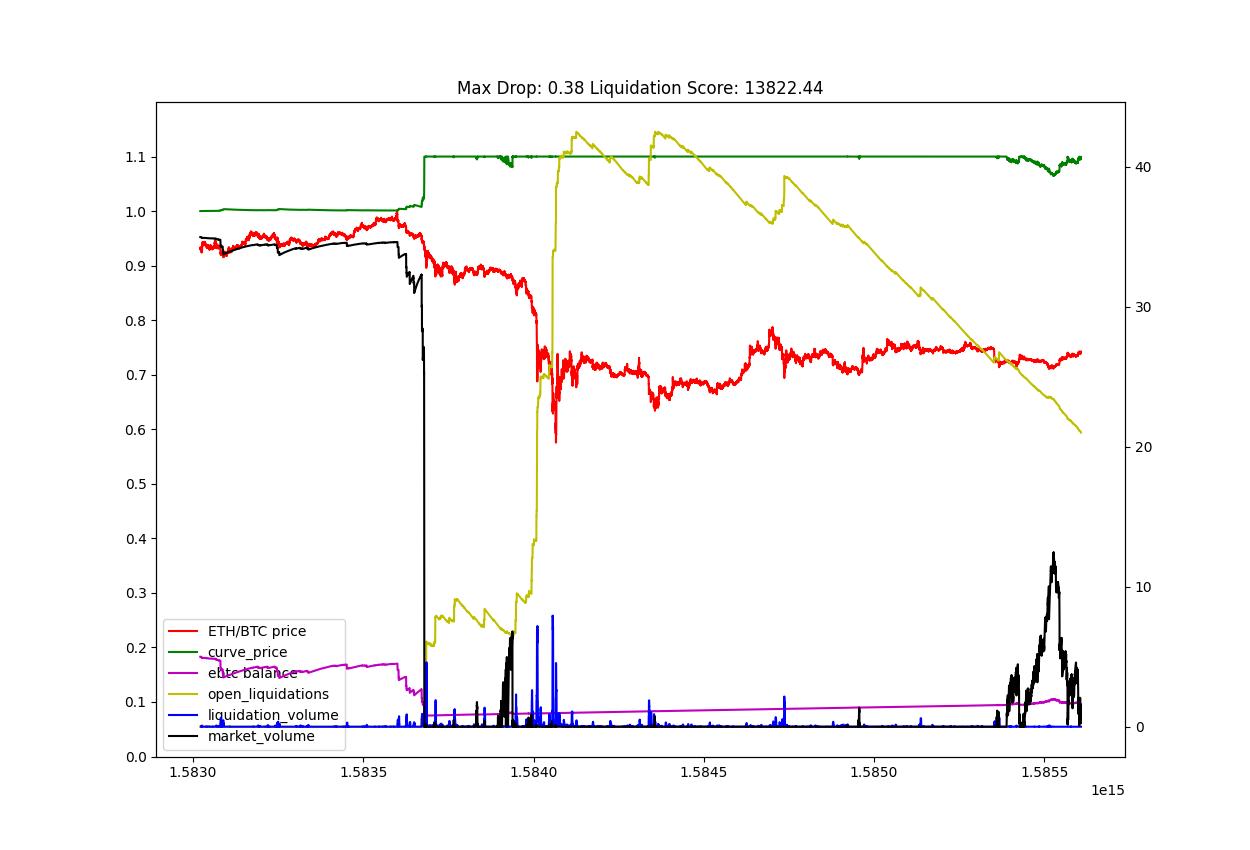 Max Drop: 0.38 Liquidation Score: 13822.44
1.1
1.0
0.9
0.8
0.7
0.6
0.5
0.4
0.3
0.2
0.1
0.0
40
30
20
10
0
ETH/BTC price
curve_price
ebtc balance
open_liquidations
liquidation_volume
market_volume
1.5830 1.5835 1.5840 1.5845 1.5850 1.5855
1e15